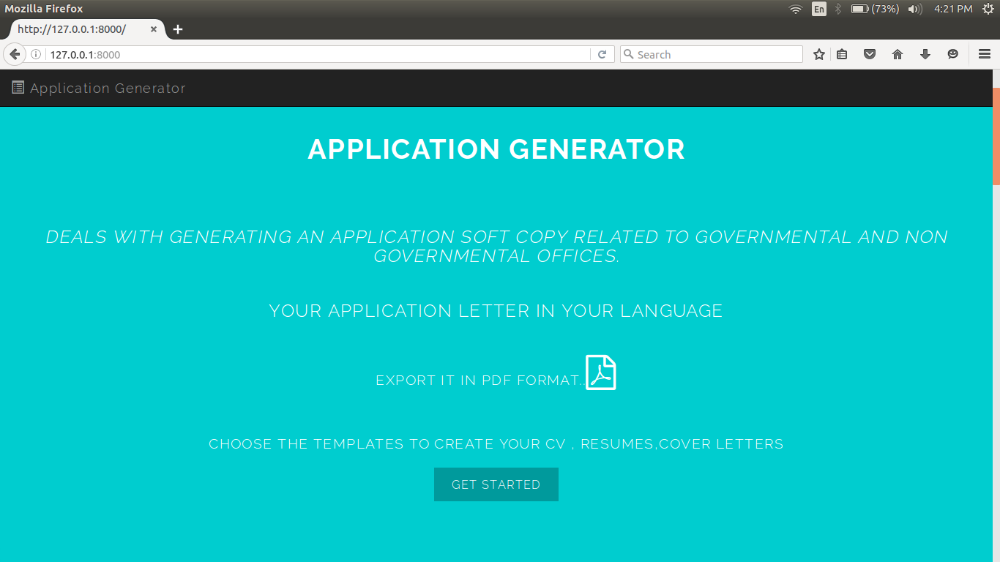 Mozilla Firefox
En
(73%)
4:21 PM
http://127.0.0.1:8000/
127.0.0.1:8000
Search
Application Generator
APPLICATION GENERATOR
DEALS WITH GENERATING AN APPLICATION SOFT COPY RELATED TO GOVERNMENTAL AND NON
GOVERNMENTAL OFFICES.
YOUR APPLICATION LETTER IN YOUR LANGUAGE
EXPORT IT IN PDF FORMAT..
CHOOSE THE TEMPLATES TO CREATE YOUR CV , RESUMES,COVER LETTERS
GET STARTED